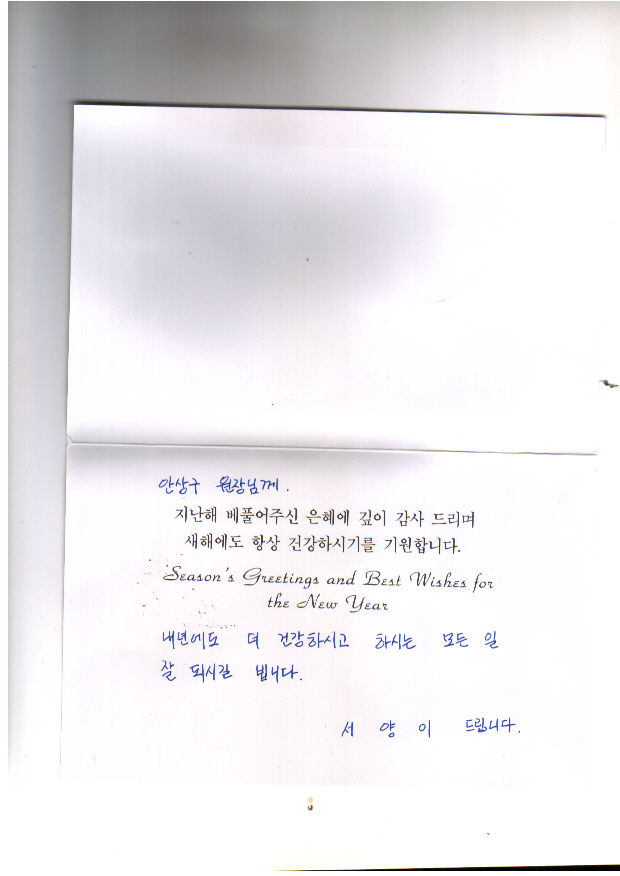 안상구 원장님께.
지난해 베풀어주신 은혜에 깊이 감사 드리며
새해에도 항상 건강하시기를 기원합니다.
Season's Greetings and Best Wishes for
the New Year
내년에도 더 건강하시고 하시는 모든 일
잘 되시길 빕니다.
서 양 이 드립니다.